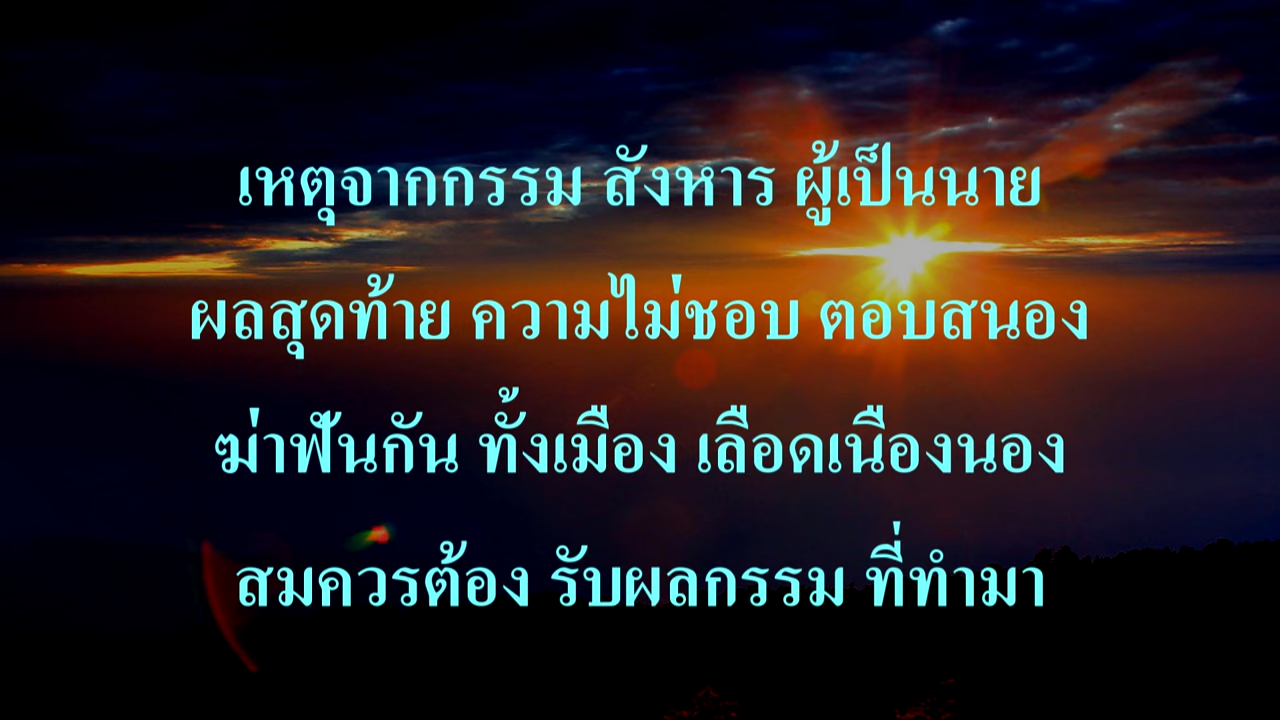 เหตุจากกรรม สังหาร ผู้เป็นนาย
ผลสุดท้าย ความไม่ชอบ ตอบสนอง
ฆ่าฟันกัน ทั้งเมือง เลือดเนืองนอง
สมควรต้อง รับผลกรรม ที่ทำมา